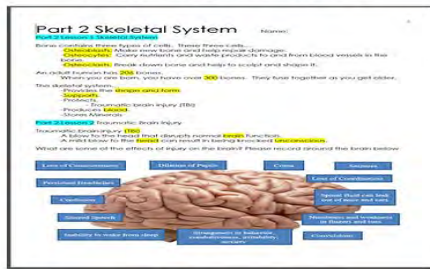 Part 2 Skeletal System Name:
Part 2 Lesson 1 Skeletal System
Bone contains three types of cells. These three cells...
Osteoblasts: Make new bone and help repair damage.
Osteocytes: Carry nutrients and waste products to and from blood vessels in the
bone.
Osteoclasts: Break down bone and help to sculpt and shape it.
An adult human has 206 bones.
When you are born, you have over 300 bones. They fuse together as you get older.
The skeletal system...
-Provides the shape and form
-Supports
-Protects
- Traumatic brain injury (TBI)
-Produces blood.
-Stores Minerals
Part 2 Lesson 2 Traumatic Brain Injury
Traumatic brain injury (TBI)
A blow to the head that disrupts normal brain function.
A mild blow to the head can result in being knocked unconscious.
What are some of the effects of injury on the brain? Please record around the brain below
Loss of Consciousness Dilation of Pupils Coma Seizures
Persistent Headaches Loss of Coordination
Confusion Spinal fluid can leak
out of nose and ears
Slurred Speech Numbness and weakness
in fingers and toes
Inability to wake from sleep Strangeness in behavior,
combativeness, irritability,
anxiety Convulsions